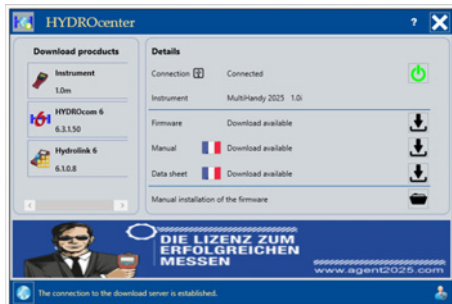 HYDROcenter
?
Download procducts
Instrument
1.0m
HYDROcom 6
6.3.1.50
Hydrolink 6
6.1.0.8
Details
Connection Connected
Instrument MultiHandy 2025 1.0i
Firmware Download available
Manual Download available
Data sheet Download available
Manual installation of the firmware
DIE LIZENZ ZUM
ERFOLGREICHEN
MESSEN
www.agent2025.com
The connection to the download server is established.